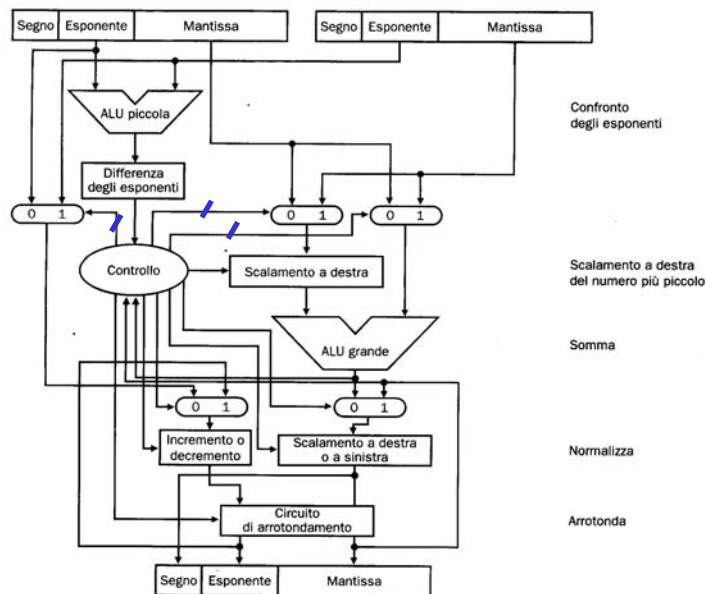 Segno Esponente Mantissa Segno Esponente Mantissa
ALU piccola
Confronto
degli esponenti
Differenza
degli esponenti
0 1 0 1 0 1
Controllo
Scalamento a destra
Scalamento a destra
del numero più piccolo
ALU grande
Somma
0 1 0 1
Incremento o
decremento
Scalamento a destra
o a sinistra
Normalizza
Circuito
di arrotondamento
Arrotonda
Segno Esponente Mantissa